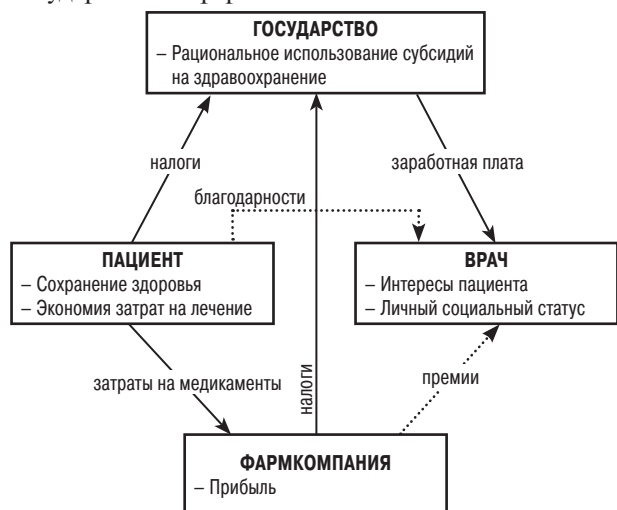 ГОСУДАРСТВО
– Рациональное использование субсидий
на здравоохранение
налоги
заработная плата
благодарности
ПАЦИЕНТ
– Сохранение здоровья
– Экономия затрат на лечение
ВРАЧ
– Интересы пациента
– Личный социальный статус
затраты на медикаменты
налоги
премии
ФАРМКОМПАНИЯ
– Прибыль